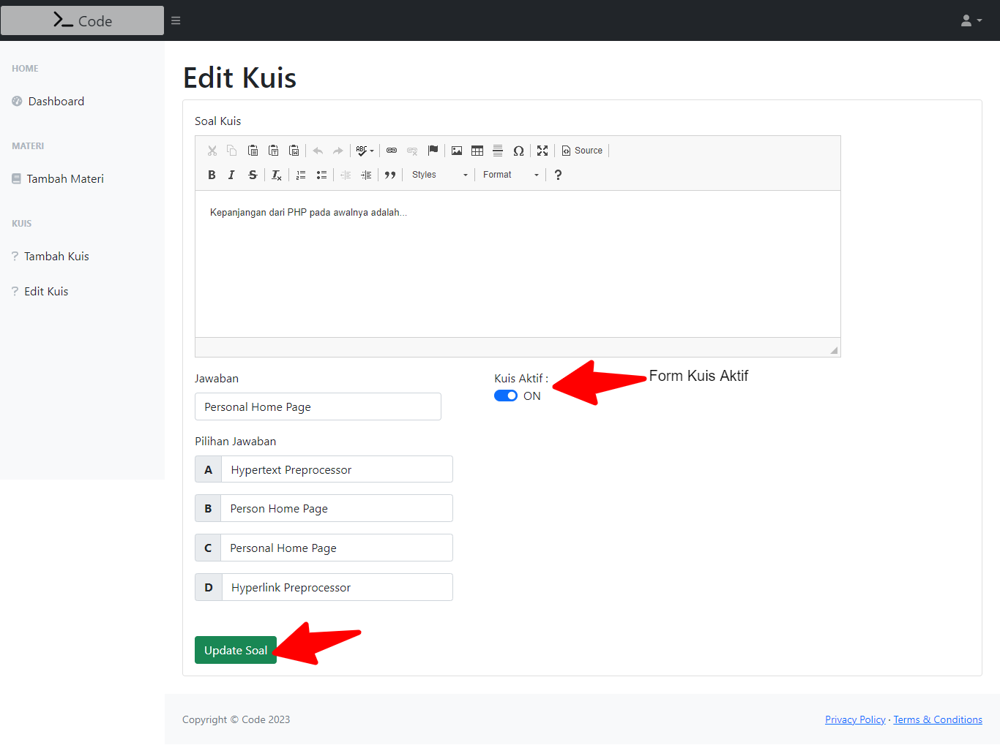 Code
HOME
Dashboard
MATERI
Tambah Materi
KUIS
? Tambah Kuis
? Edit Kuis
Edit Kuis
Soal Kuis
ABC
Source
B I S Tx Styles Format ?
Kepanjangan dari PHP pada awalnya adalah...
Jawaban
Personal Home Page
Kuis Aktif :
ON
Form Kuis Aktif
Pilihan Jawaban
A Hypertext Preprocessor
B Person Home Page
C Personal Home Page
D Hyperlink Preprocessor
Update Soal
Copyright © Code 2023
Privacy Policy · Terms & Conditions